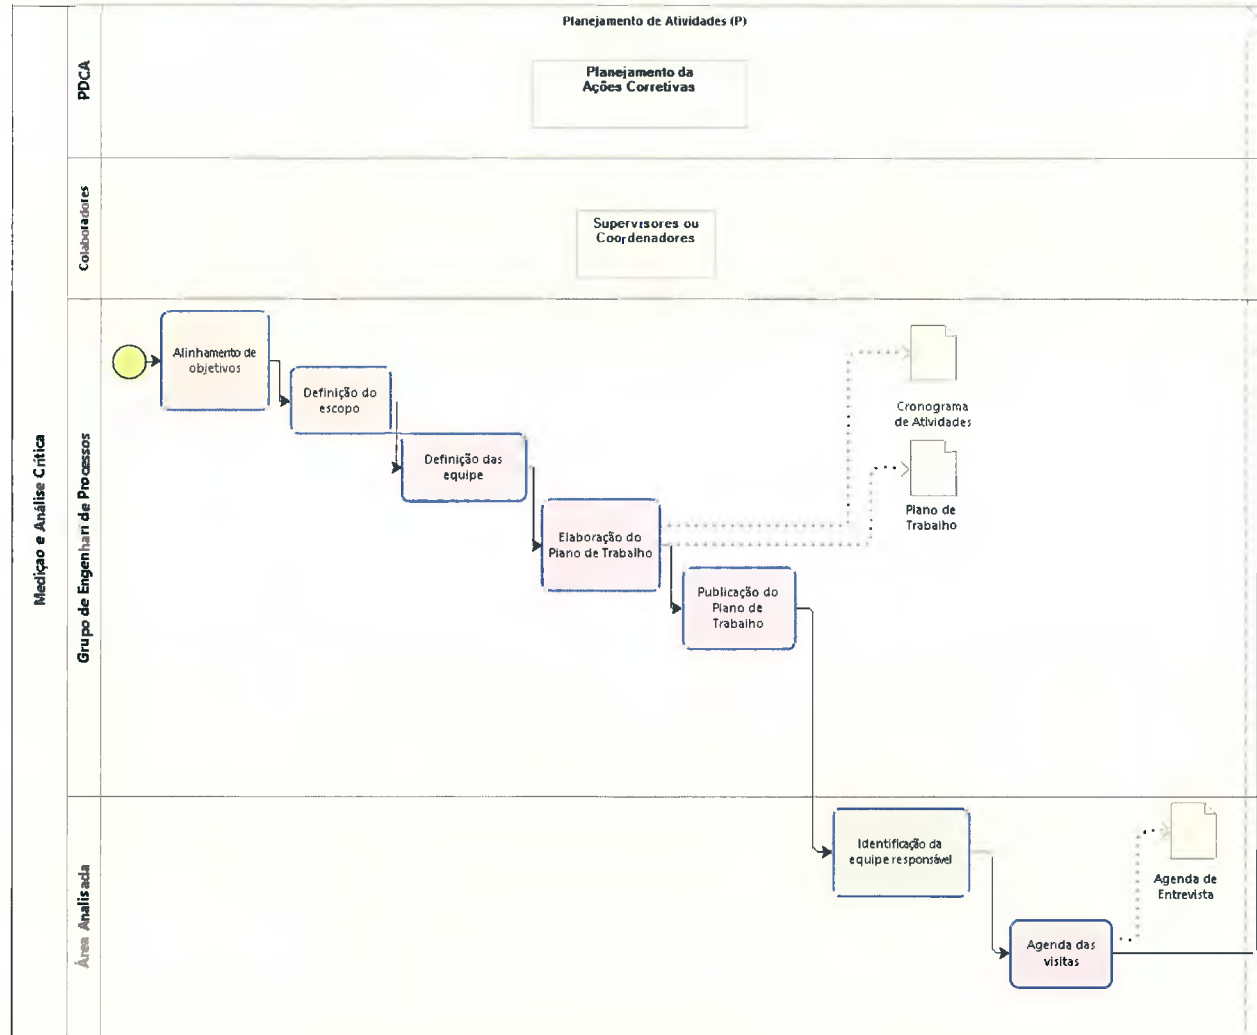 Planejamento de Atividades (P)
PDCA
Planejamento da
Ações Corretivas
Colaboradores
Supervisores ou
Coordenadores
Mediçao e Análise Crítica
Grupo de Engenhari de Processos
Alinhamento de
objetivos
Definição do
escopo
Definição das
equipe
Elaboração do
Plano de Trabalho
Publicação do
Plano de
Trabalho
Cronograma
de Atividades
Plano de
Trabalho
Área Analisada
Identificação da
equipe responsável
Agenda das
visitas
Agenda de
Entrevista